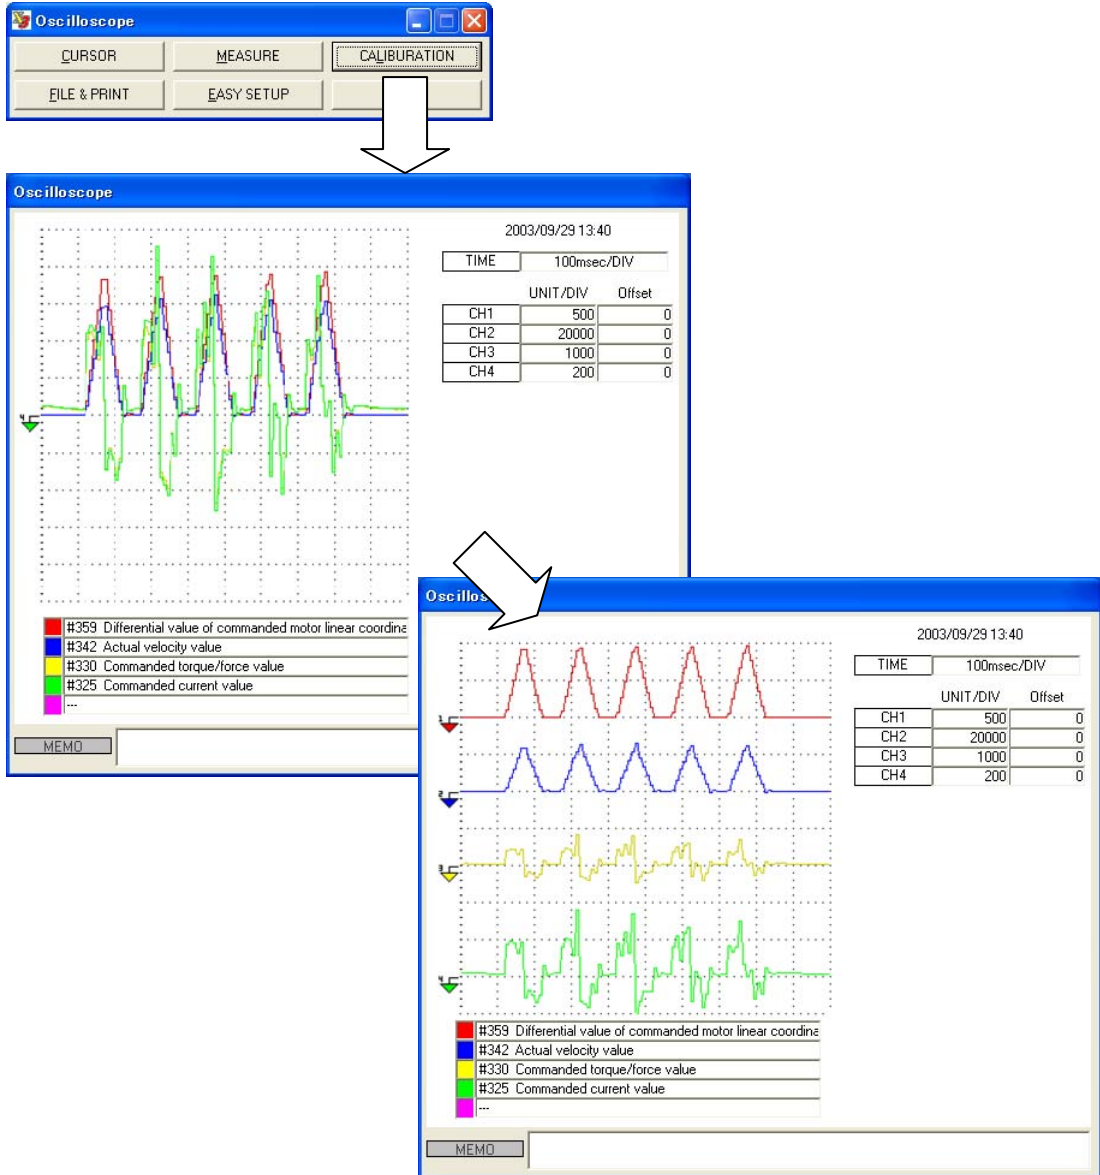 Oscilloscope
CURSOR MEASURE CALIBURATION
FILE & PRINT EASY SETUP
Oscilloscope
2003/09/29 13:40
TIME 100msec/DIV
UNIT/DIV Offset
CH1 500 0
CH2 20000 0
CH3 1000 0
CH4 200 0
4
#359 Differential value of commanded motor linear coordina
#342 Actual velocity value
#330 Commanded torque/force value
#325 Commanded current value
---
MEMO
Oscillos
2003/09/29 13:40
TIME 100msec/DIV
UNIT/DIV Offset
CH1 500 0
CH2 20000 0
CH3 1000 0
CH4 200 0
1
2
3
4
#359 Differential value of commanded motor linear coordina
#342 Actual velocity value
#330 Commanded torque/force value
#325 Commanded current value
---
MEMO